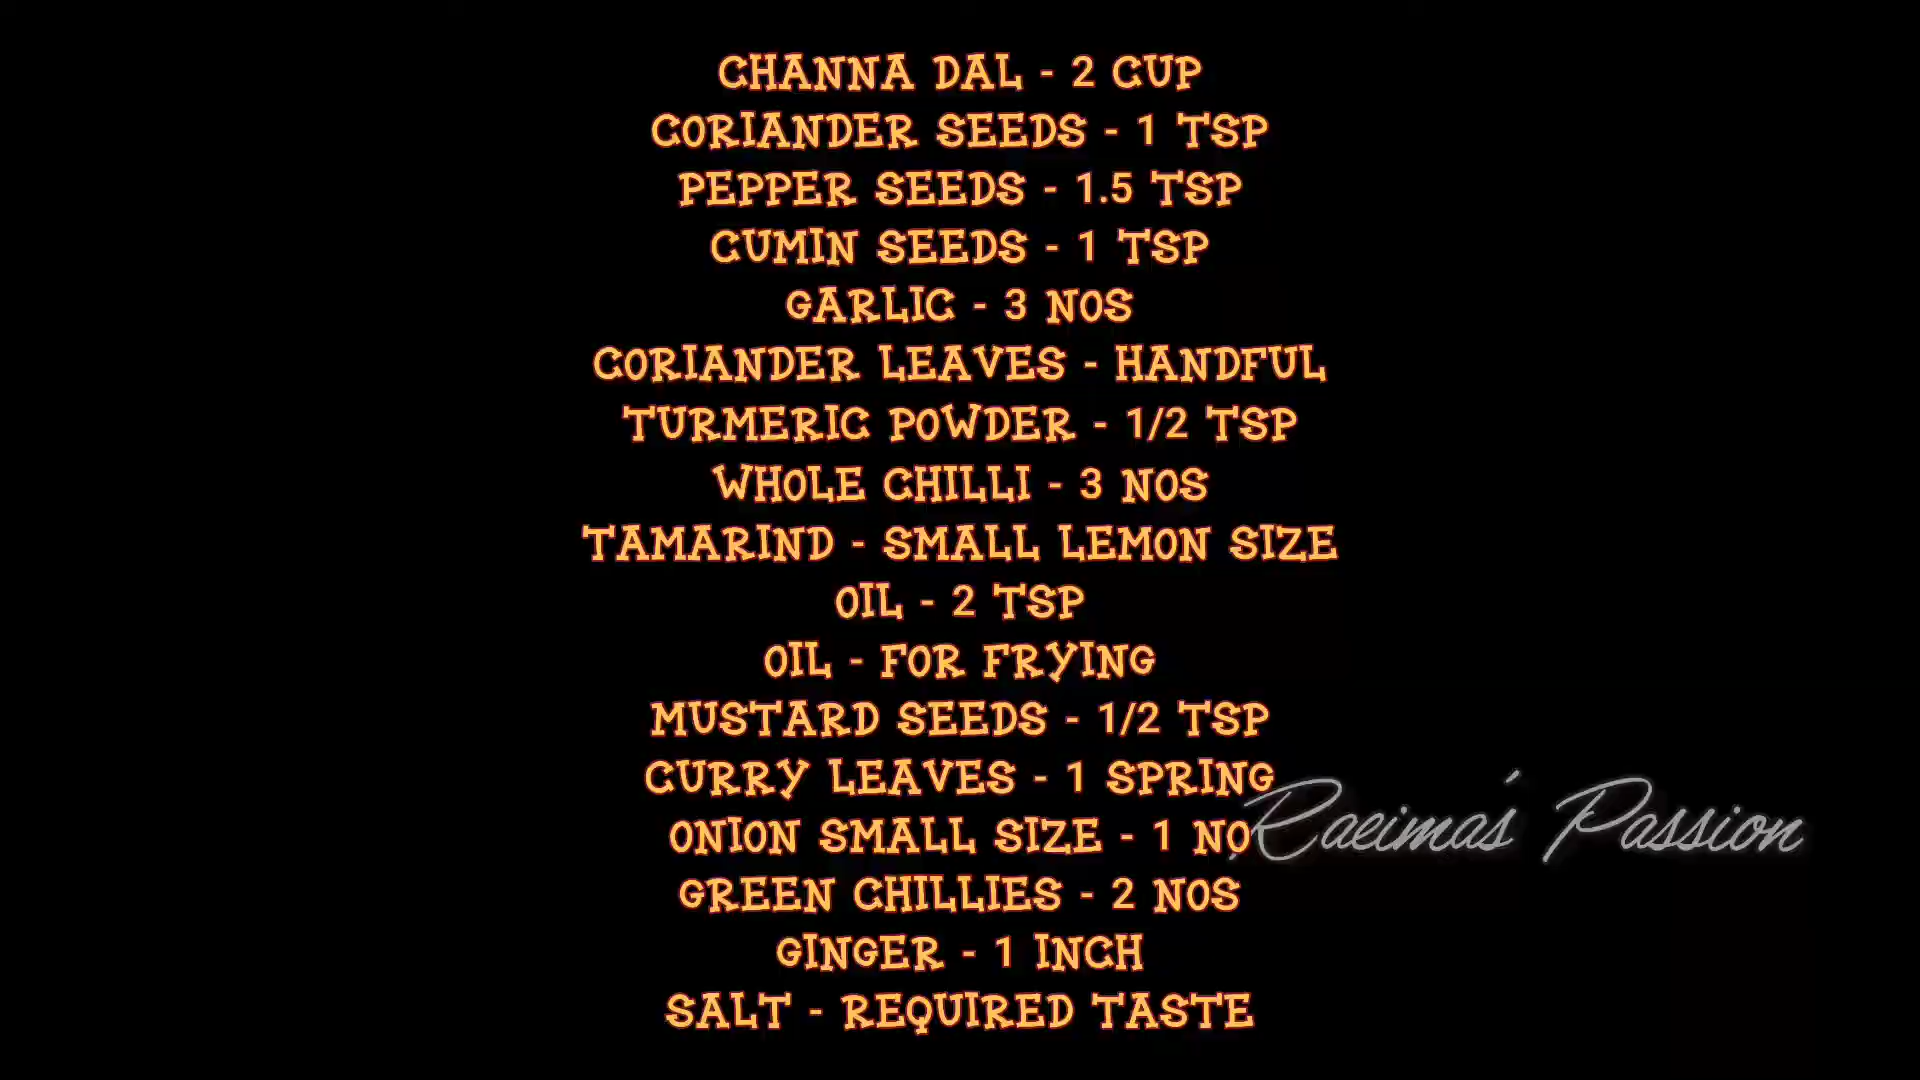 CHANNA DAL - 2 CUP
CORIANDER SEEDS - 1 TSP
PEPPER SEEDS - 1.5 TSP
CUMIN SEEDS - 1 TSP
GARLIC - 3 NOS
CORIANDER LEAVES - HANDFUL
TURMERIC POWDER - 1/2 TSP
WHOLE CHILLI - 3 NOS
TAMARIND - SMALL LEMON SIZE
OIL - 2 TSP
OIL - FOR FRYING
MUSTARD SEEDS - 1/2 TSP
CURRY LEAVES - 1 SPRING
ONION SMALL SIZE - 1 NO
Raeima's Passion
GREEN CHILLIES - 2 NOS
GINGER - 1 INCH
SALT - REQUIRED TASTE